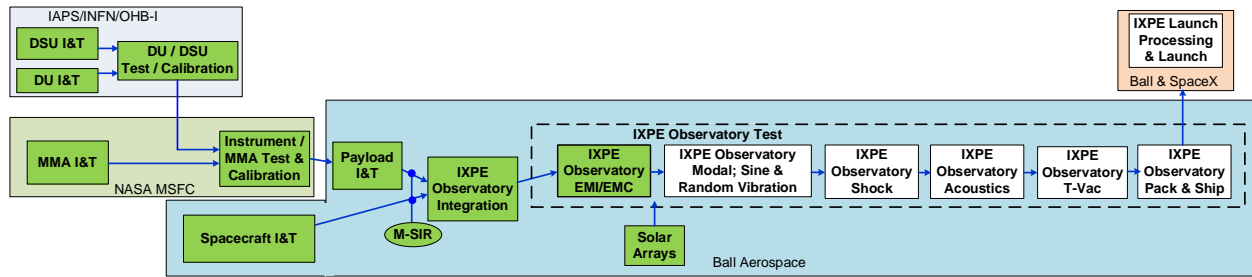 IAPS/INFN/OHB-I
DSU I&T
DU I&T
DU / DSU
Test / Calibration
MMA I&T
Instrument /
MMA Test &
Calibration
NASA MSFC
Payload
I&T
Spacecraft I&T
M-SIR
IXPE
Observatory
Integration
IXPE Observatory Test
IXPE
Observatory
EMI/EMC
IXPE Observatory
Modal; Sine &
Random Vibration
IXPE
Observatory
Shock
IXPE
Observatory
Acoustics
IXPE
Observatory
T-Vac
IXPE
Observatory
Pack & Ship
Solar
Arrays
Ball Aerospace
IXPE Launch
Processing
& Launch
Ball & SpaceX